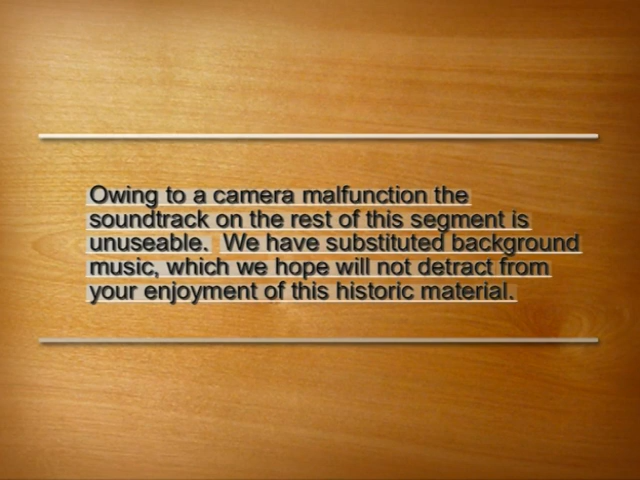 Owing to a camera malfunction the
soundtrack on the rest of this segment is
unuseable.  We have substituted background
music, which we hope will not detract from
your enjoyment of this historic material.